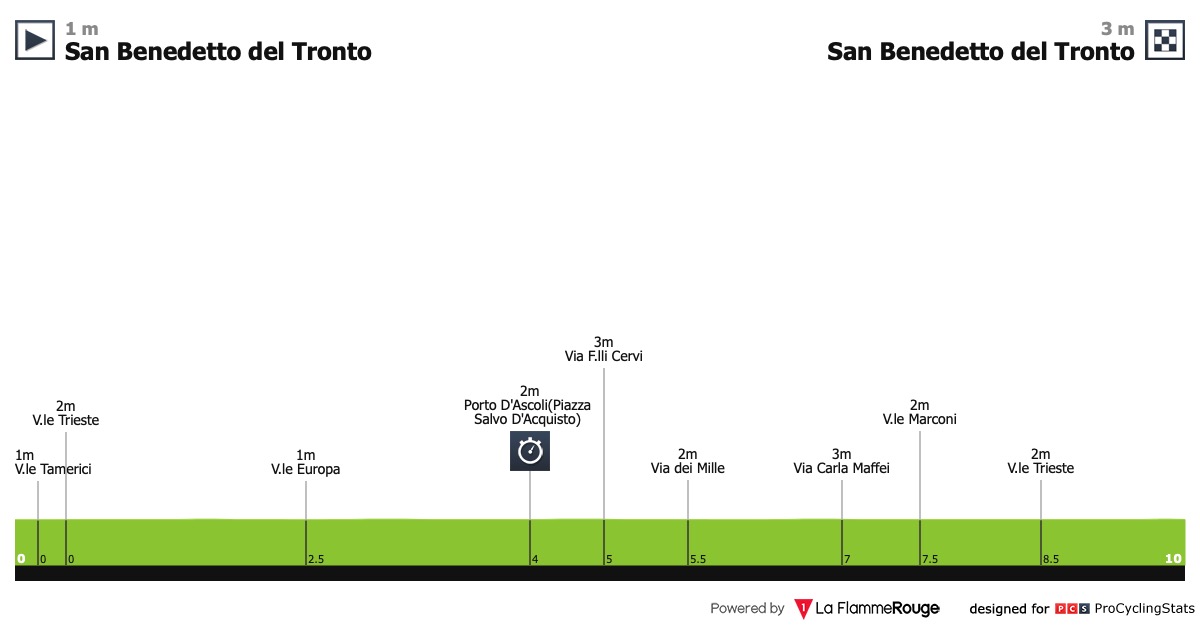 1 m
San Benedetto del Tronto
3 m
San Benedetto del Tronto
1m
V.le Tamerici
2m
V.le Trieste
1m
V.le Europa
2m
Porto D'Ascoli(Piazza
Salvo D'Acquisto)
3m
Via F.lli Cervi
2m
Via dei Mille
3m
Via Carla Maffei
2m
V.le Marconi
2m
V.le Trieste
0 0 0 2.5 4 5 5.5 7 7.5 8.5 10
Powered by 1 La FlammeRouge designed for PCS ProCyclingStats